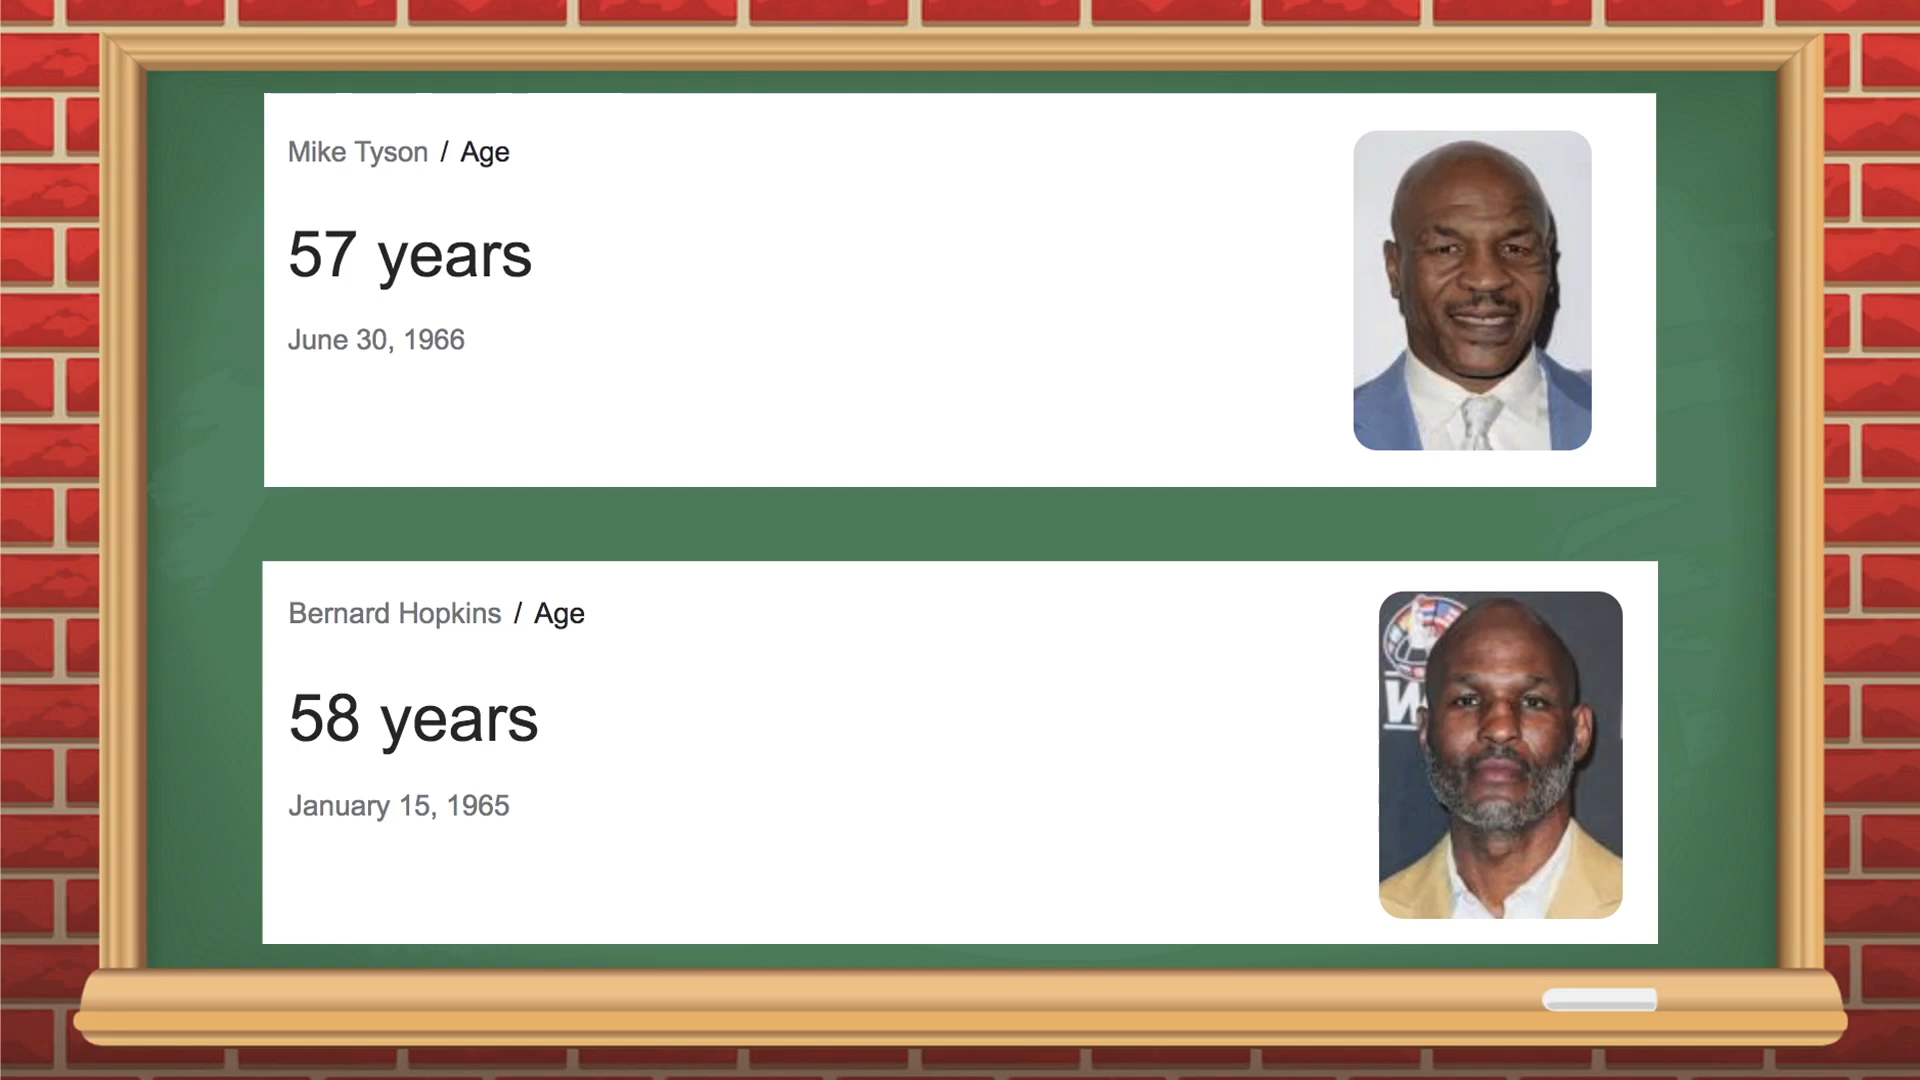 Mike Tyson / Age
57 years
June 30, 1966
Bernard Hopkins / Age
58 years
January 15, 1965
W